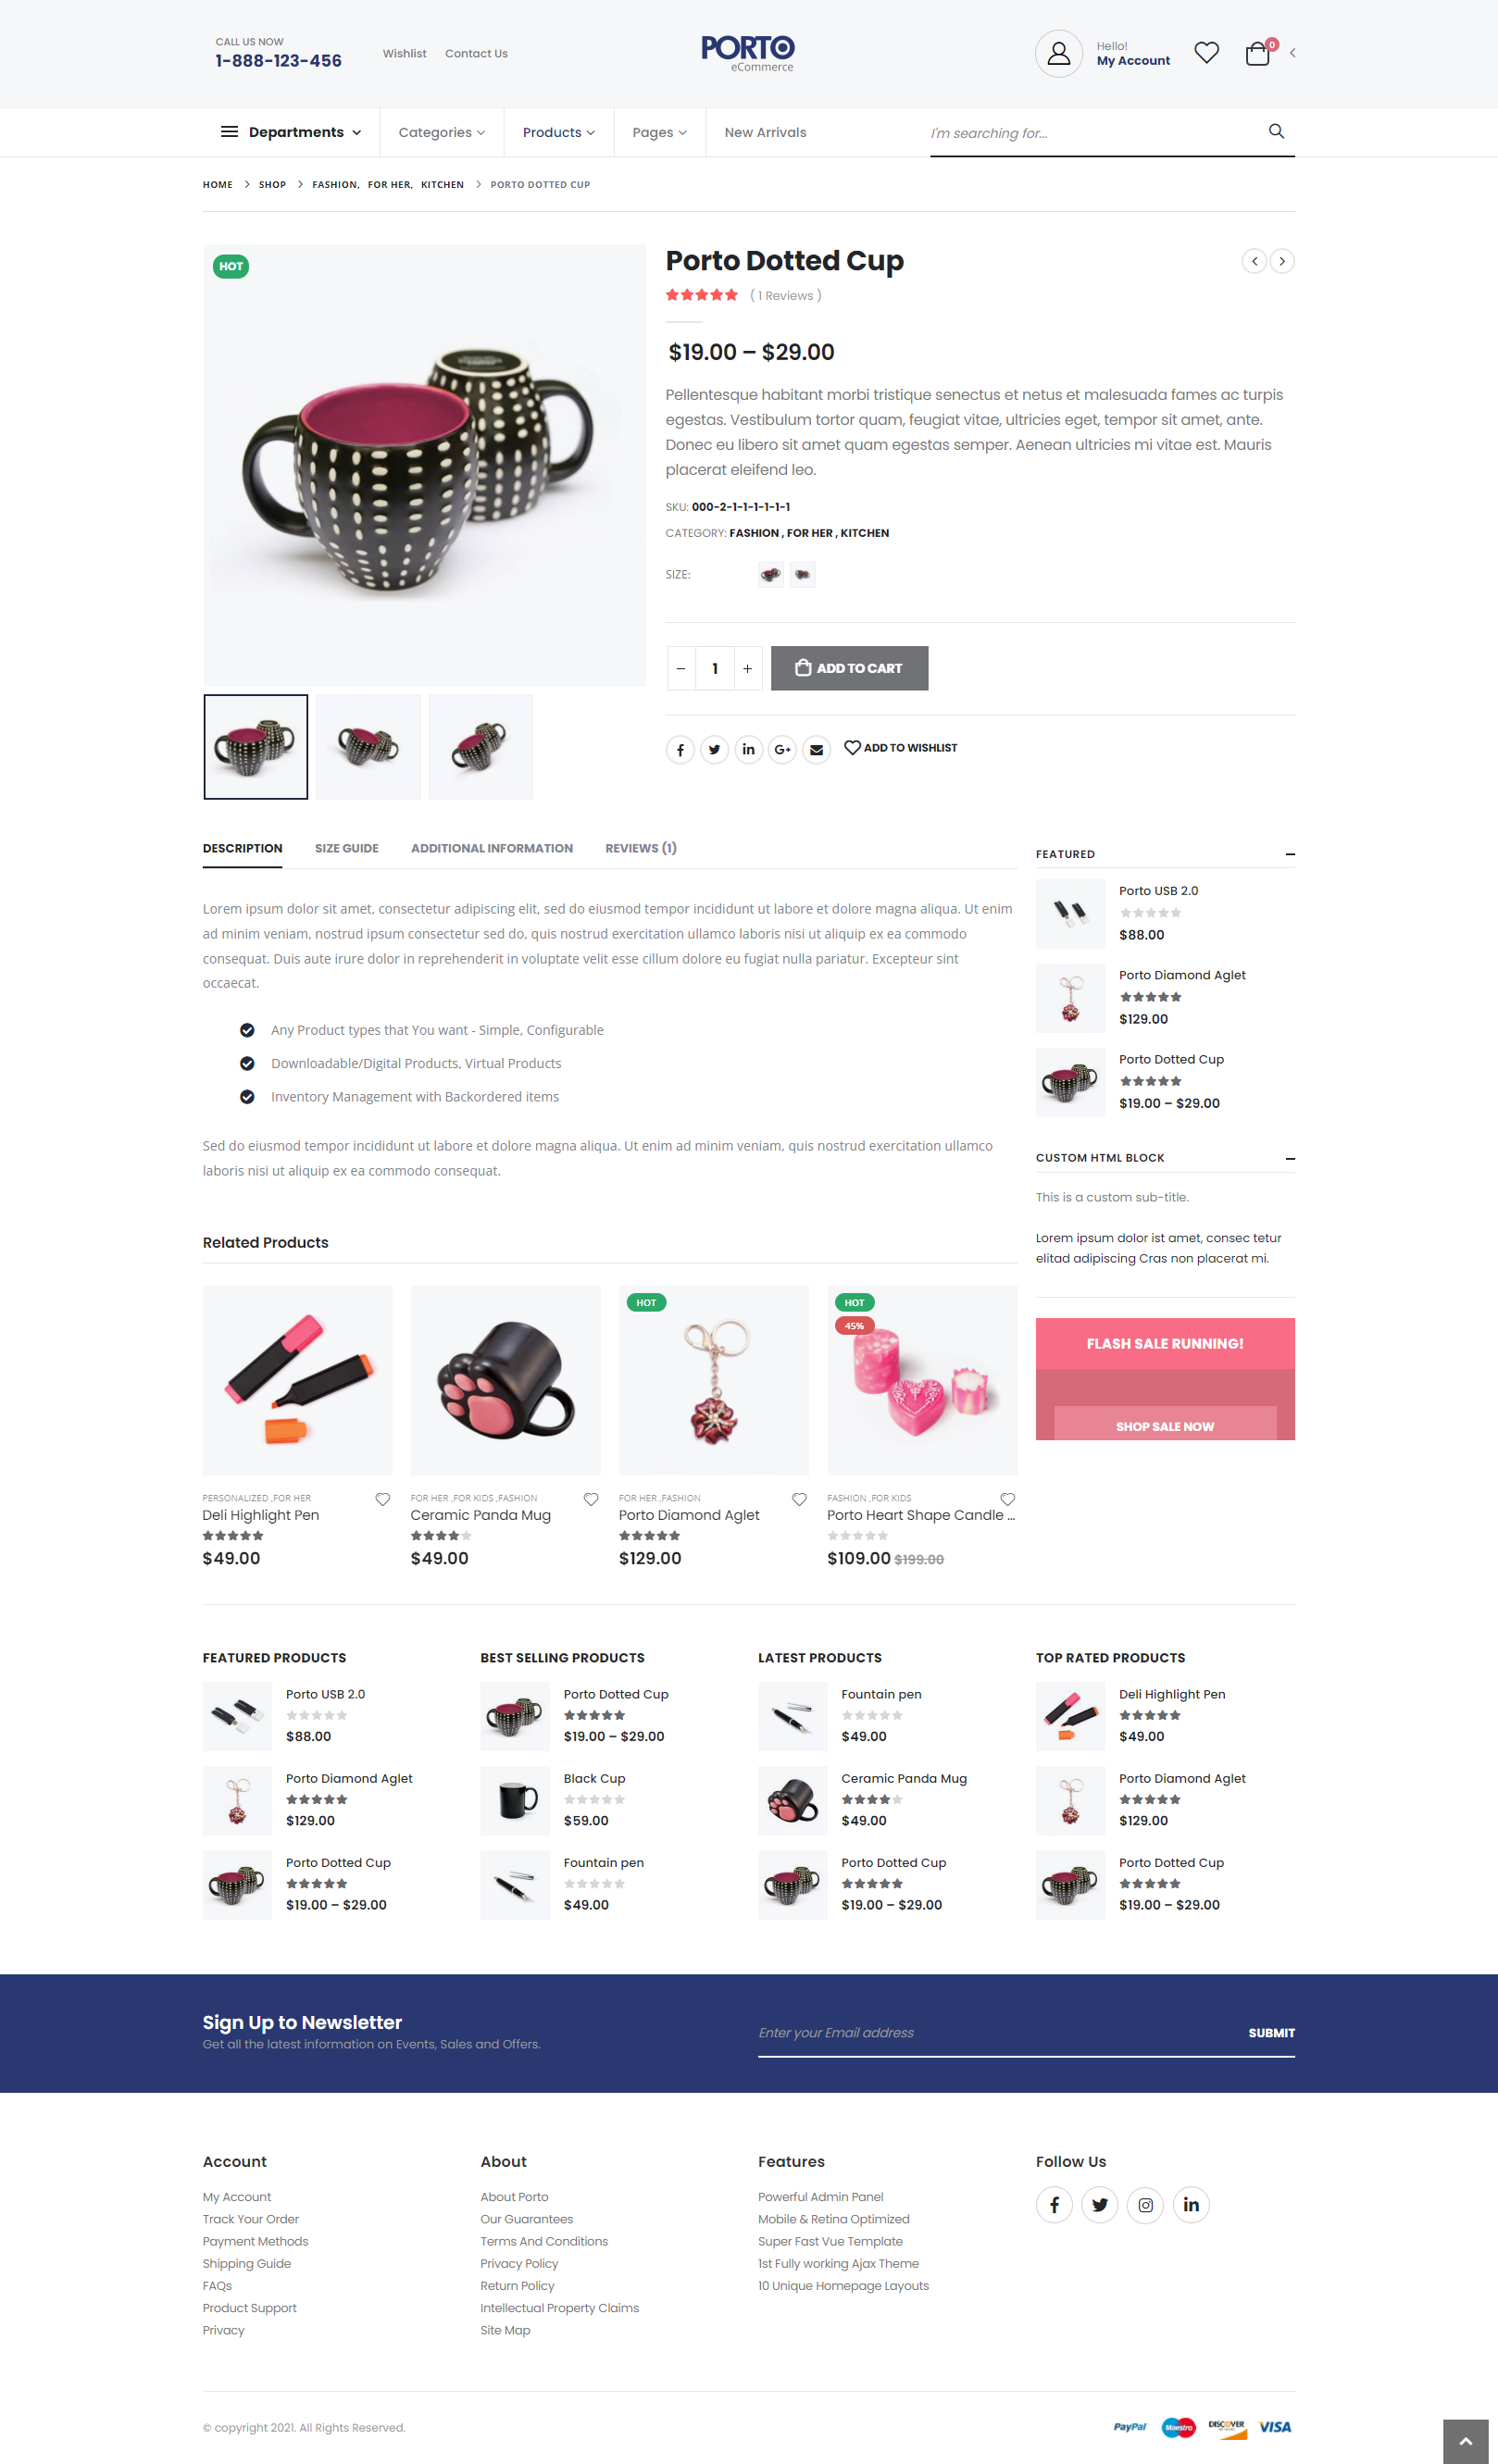 CALL US NOW
1-888-123-456
Wishlist
Contact Us
PORTO
eCommerce
Hello!
My Account
0
Departments
Categories
Products
Pages
New Arrivals
I'm searching for...
HOME
SHOP
FASHION, FOR HER, KITCHEN
PORTO DOTTED CUP
HOT
Porto Dotted Cup
( 1 Reviews )
$19.00 – $29.00
Pellentesque habitant morbi tristique senectus et netus et malesuada fames ac turpis
egestas. Vestibulum tortor quam, feugiat vitae, ultricies eget, tempor sit amet, ante.
Donec eu libero sit amet quam egestas semper. Aenean ultricies mi vitae est. Mauris
placerat eleifend leo.
SKU: 000-2-1-1-1-1-1-1
CATEGORY: FASHION , FOR HER , KITCHEN
SIZE:
− 1 +
ADD TO CART
G+
ADD TO WISHLIST
DESCRIPTION
SIZE GUIDE
ADDITIONAL INFORMATION
REVIEWS (1)
Lorem ipsum dolor sit amet, consectetur adipiscing elit, sed do eiusmod tempor incididunt ut labore et dolore magna aliqua. Ut enim
ad minim veniam, nostrud ipsum consectetur sed do, quis nostrud exercitation ullamco laboris nisi ut aliquip ex ea commodo
consequat. Duis aute irure dolor in reprehenderit in voluptate velit esse cillum dolore eu fugiat nulla pariatur. Excepteur sint
occaecat.
Any Product types that You want - Simple, Configurable
Downloadable/Digital Products, Virtual Products
Inventory Management with Backordered items
Sed do eiusmod tempor incididunt ut labore et dolore magna aliqua. Ut enim ad minim veniam, quis nostrud exercitation ullamco
laboris nisi ut aliquip ex ea commodo consequat.
FEATURED
Porto USB 2.0
$88.00
Porto Diamond Aglet
$129.00
Porto Dotted Cup
$19.00 – $29.00
CUSTOM HTML BLOCK
This is a custom sub-title.
Lorem ipsum dolor ist amet, consec tetur
elitad adipiscing Cras non placerat mi.
FLASH SALE RUNNING!
SHOP SALE NOW
Related Products
PERSONALIZED ,FOR HER
Deli Highlight Pen
$49.00
FOR HER ,FOR KIDS ,FASHION
Ceramic Panda Mug
$49.00
HOT
FOR HER ,FASHION
Porto Diamond Aglet
$129.00
HOT
45%
FASHION ,FOR KIDS
Porto Heart Shape Candle ...
$109.00 $199.00
FEATURED PRODUCTS
Porto USB 2.0
$88.00
Porto Diamond Aglet
$129.00
Porto Dotted Cup
$19.00 – $29.00
BEST SELLING PRODUCTS
Porto Dotted Cup
$19.00 – $29.00
Black Cup
$59.00
Fountain pen
$49.00
LATEST PRODUCTS
Fountain pen
$49.00
Ceramic Panda Mug
$49.00
Porto Dotted Cup
$19.00 – $29.00
TOP RATED PRODUCTS
Deli Highlight Pen
$49.00
Porto Diamond Aglet
$129.00
Porto Dotted Cup
$19.00 – $29.00
Sign Up to Newsletter
Get all the latest information on Events, Sales and Offers.
Enter your Email address
SUBMIT
Account
My Account
Track Your Order
Payment Methods
Shipping Guide
FAQs
Product Support
Privacy
About
About Porto
Our Guarantees
Terms And Conditions
Privacy Policy
Return Policy
Intellectual Property Claims
Site Map
Features
Powerful Admin Panel
Mobile & Retina Optimized
Super Fast Vue Template
1st Fully working Ajax Theme
10 Unique Homepage Layouts
Follow Us
© copyright 2021. All Rights Reserved.
PayPal
Maestro
DISCOVER
VISA